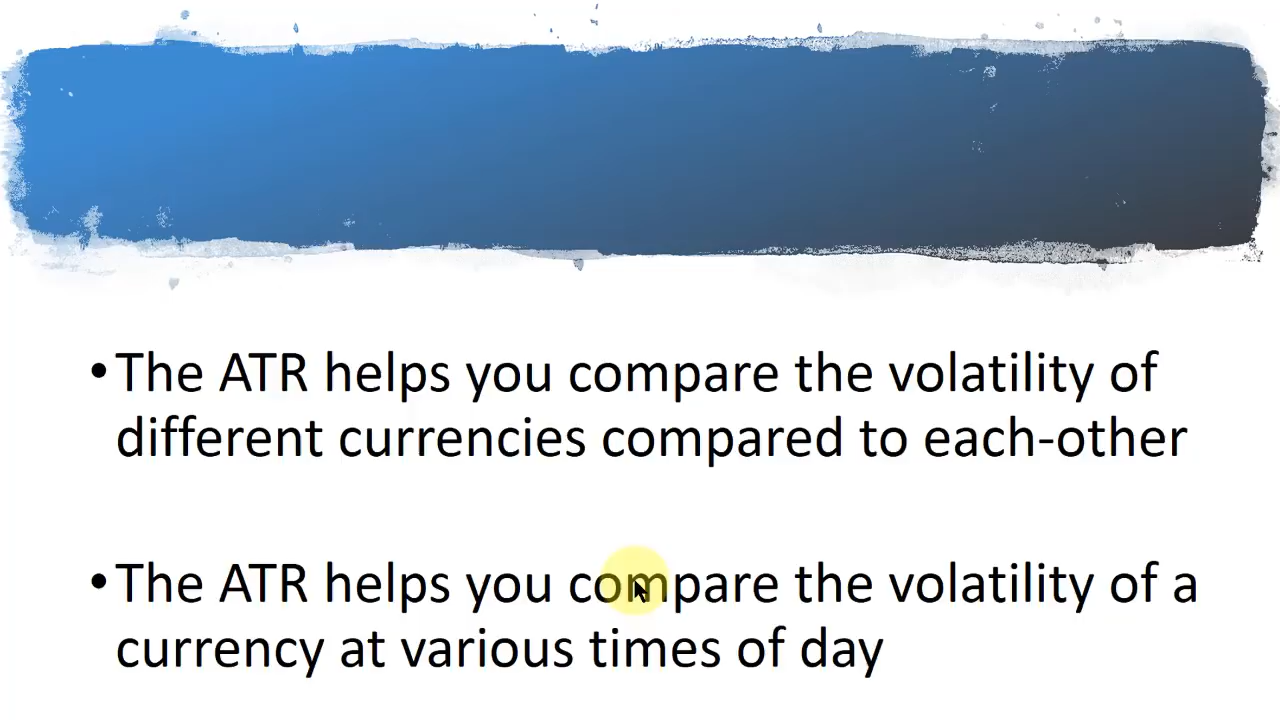 •The ATR helps you compare the volatility of
different currencies compared to each-other
•The ATR helps you compare the volatility of a
currency at various times of day